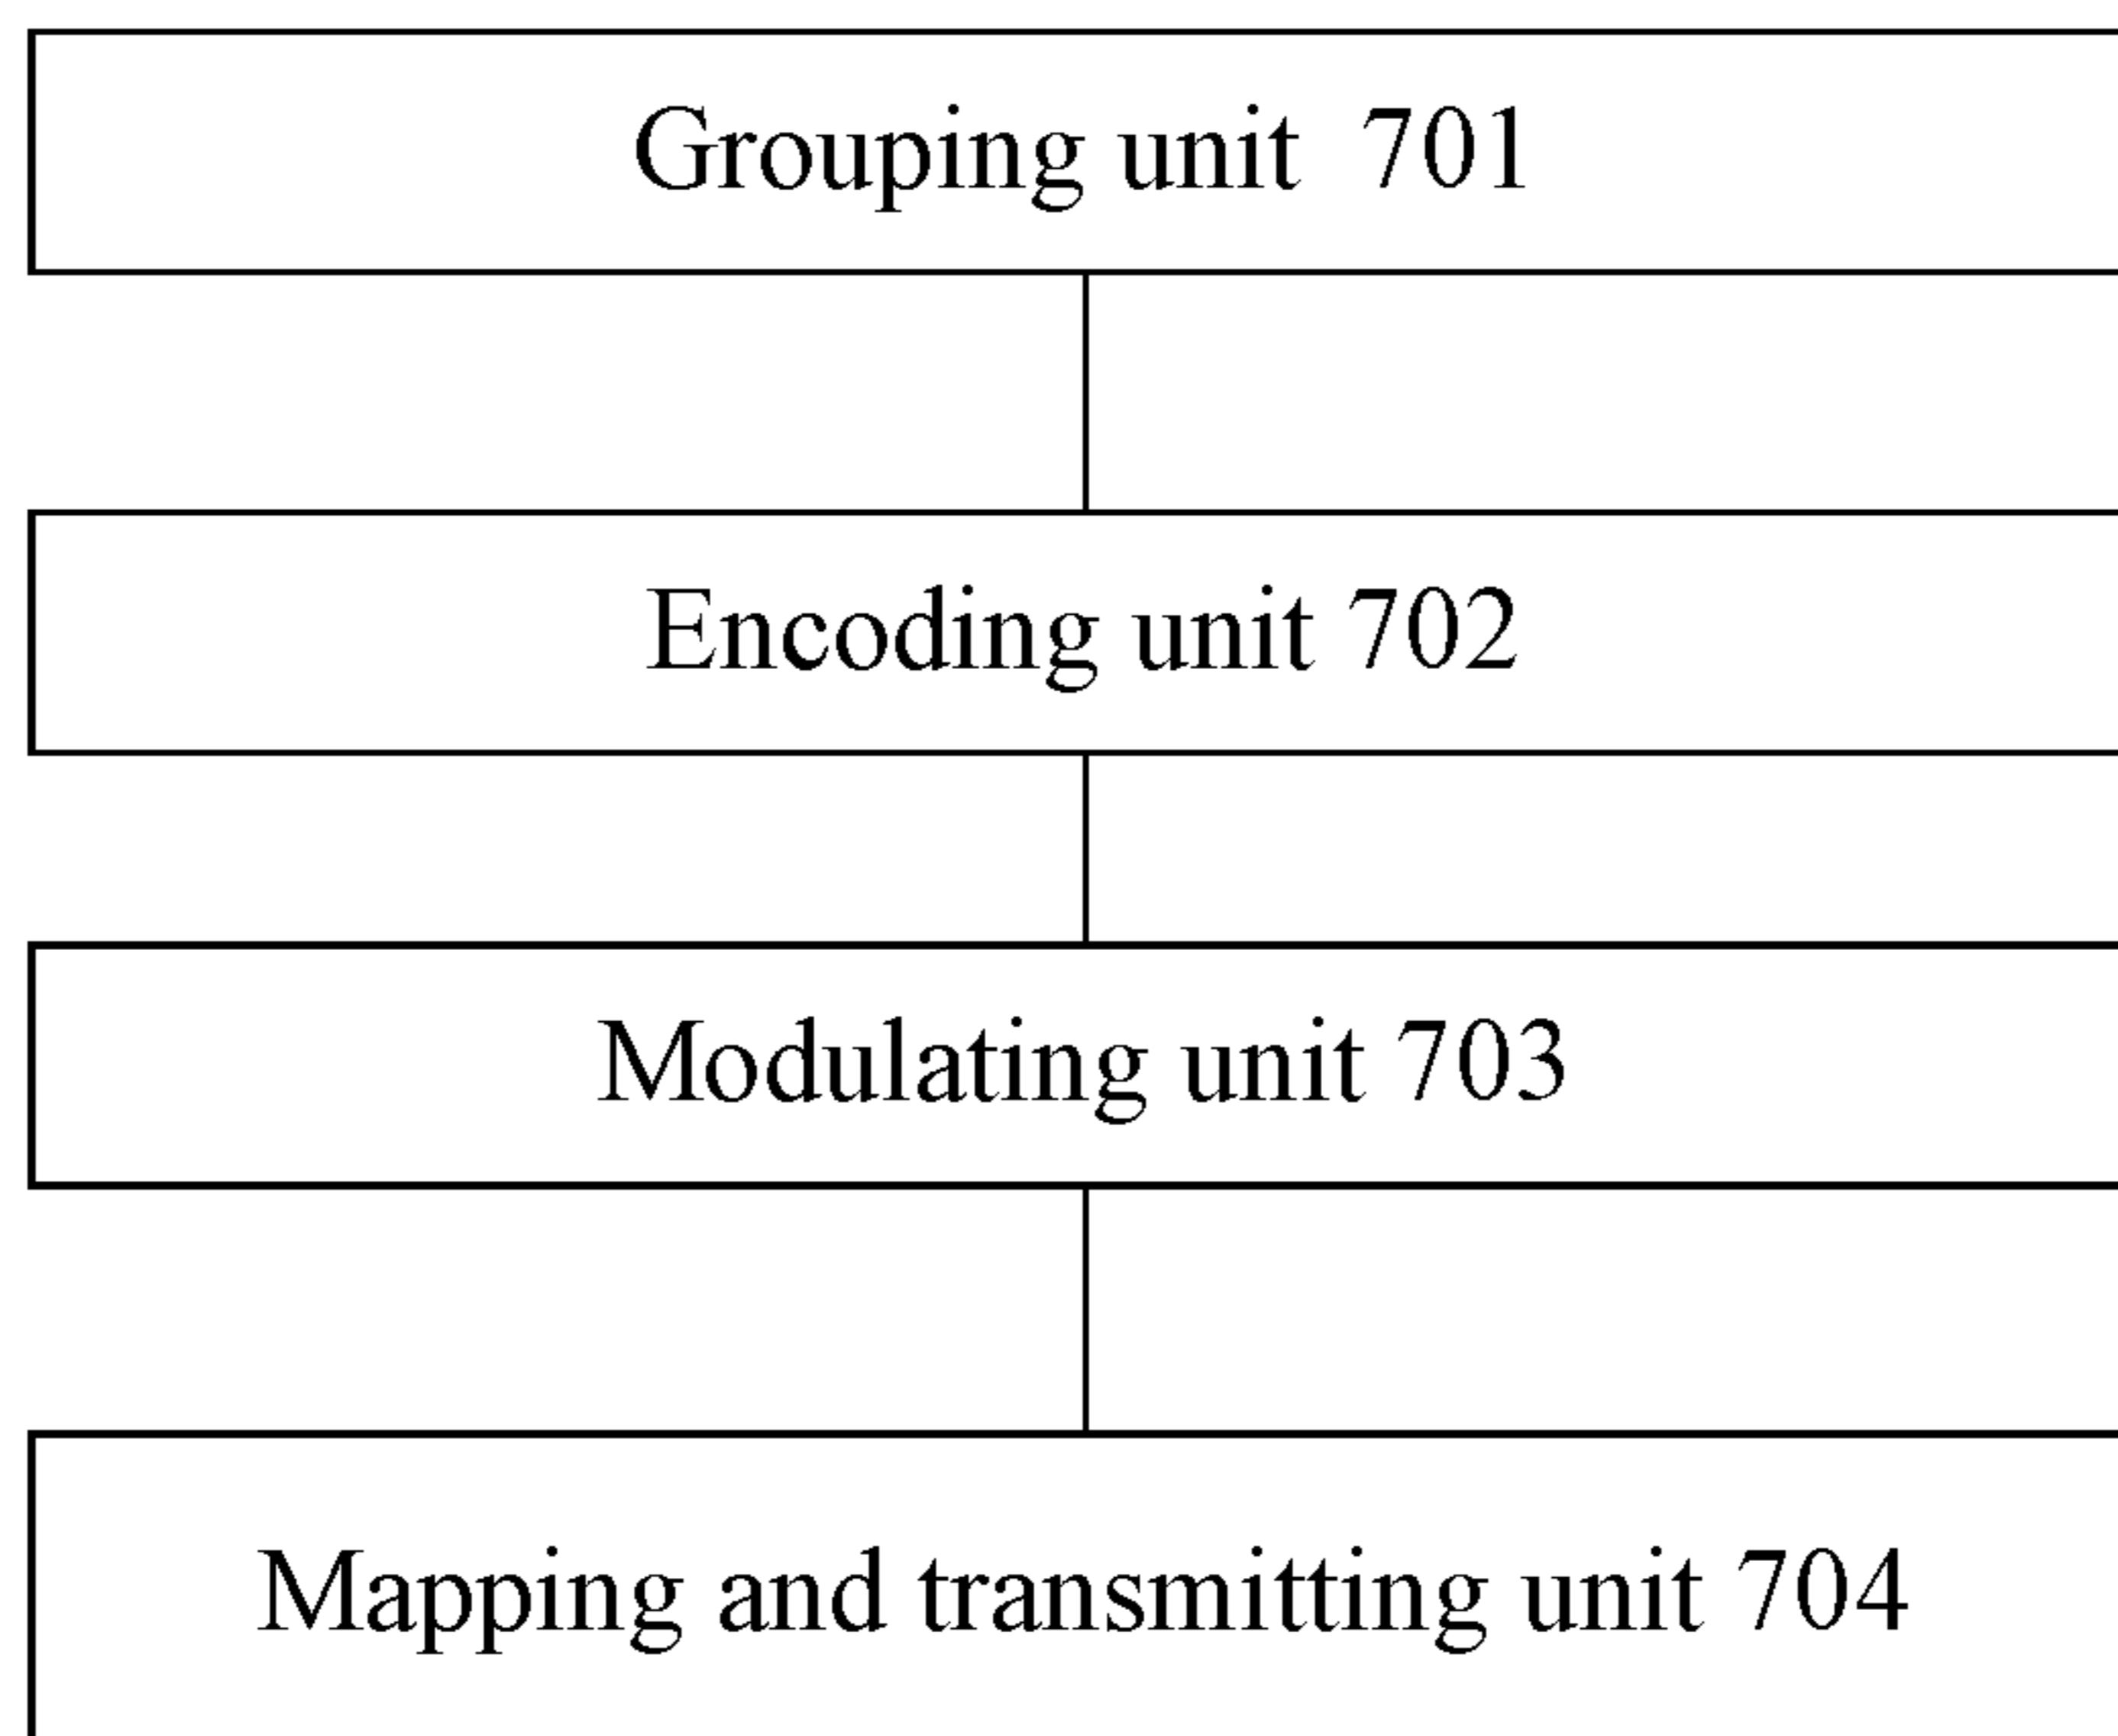 Grouping unit 701
Encoding unit 702
Modulating unit 703
Mapping and transmitting unit 704